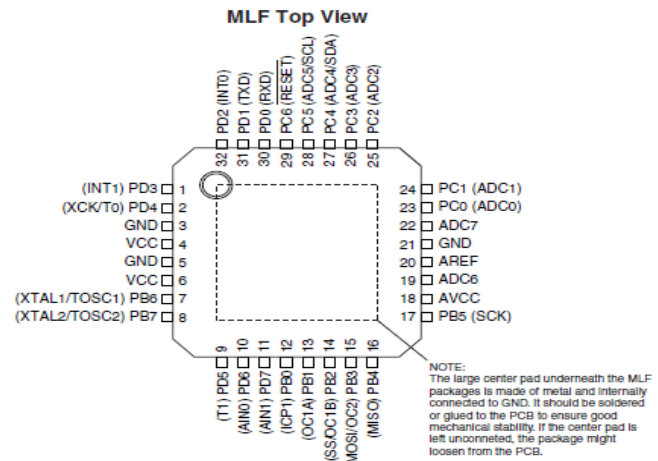 MLF Top View
PD2 (INT0)
PD1 (TXD)
PD0 (RXD)
PC6 (RESET)
PC5 (ADC5/SCL)
PC4 (ADC4/SDA)
PC3 (ADC3)
PC2 (ADC2)
32
31
30
29
28
27
26
25
(INT1) PD3 1
(XCK/T0) PD4 2
GND 3
VCC 4
GND 5
VCC 6
(XTAL1/TOSC1) PB6 7
(XTAL2/TOSC2) PB7 8
24 PC1 (ADC1)
23 PC0 (ADC0)
22 ADC7
21 GND
20 AREF
19 ADC6
18 AVCC
17 PB5 (SCK)
9
10
11
12
13
14
15
16
(T1) PD5
(AIN0) PD6
(AIN1) PD7
(ICP1) PB0
(OC1A) PB1
(SS/OC1B) PB2
MOSI/OC2) PB3
(MISO) PB4
NOTE:
The large center pad underneath the MLF
packages is made of metal and internally
connected to GND. It should be soldered
or glued to the PCB to ensure good
mechanical stability. If the center pad is
left unconneted, the package might
loosen from the PCB.